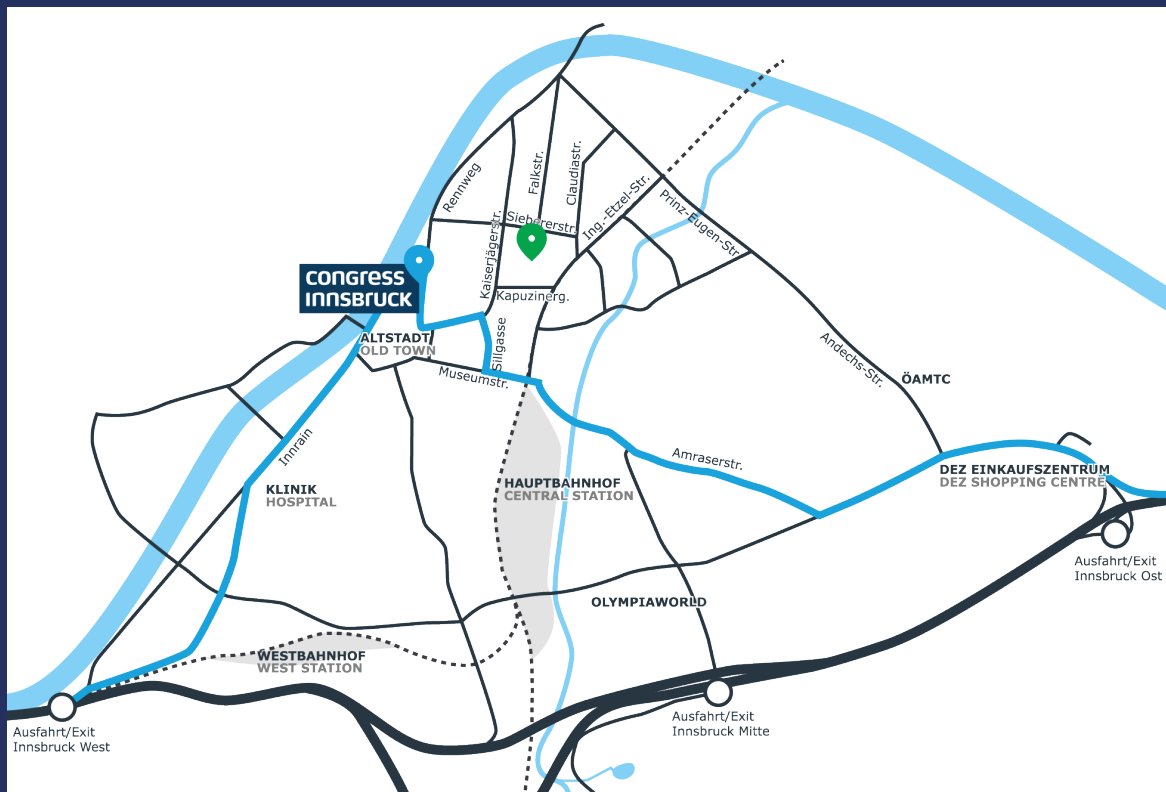 Rennweg
Falkstr.
Claudiastr.
Siebererstr.
Kaiserjägerstr.
Ing.-Etzel-Str.
Prinz-Eugen-Str.
congress
innsbruck
Kapuzinerg.
ALTSTADT
OLD TOWN
Sillgasse
Museumstr.
Andechs-Str.
ÖAMTC
Innrain
Amraserstr.
KLINIK
HOSPITAL
HAUPTBAHNHOF
CENTRAL STATION
DEZ EINKAUFSZENTRUM
DEZ SHOPPING CENTRE
Ausfahrt/Exit
Innsbruck Ost
OLYMPIAWORLD
WESTBAHNHOF
WEST STATION
Ausfahrt/Exit
Innsbruck West
Ausfahrt/Exit
Innsbruck Mitte